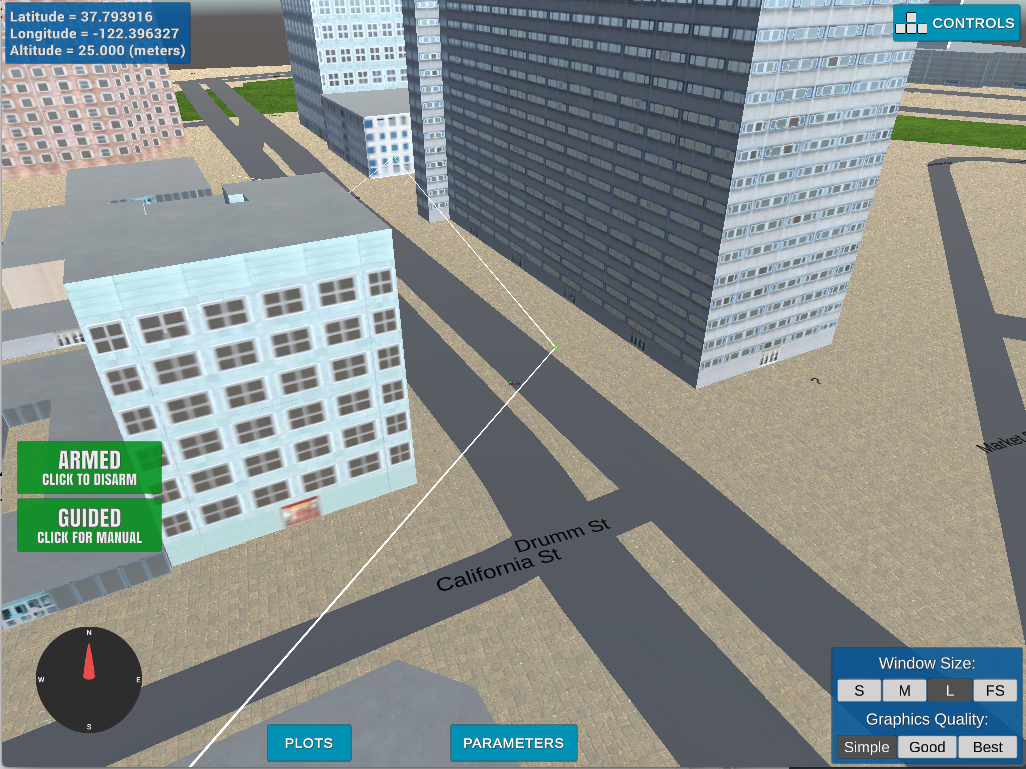 Latitude = 37.793916
Longitude = -122.396327
Altitude = 25.000 (meters)
CONTROLS
ARMED
CLICK TO DISARM
GUIDED
CLICK FOR MANUAL
Drumm St
California St
Market
N
W
E
S
PLOTS
PARAMETERS
Window Size:
S
M
L
FS
Graphics Quality:
Simple
Good
Best